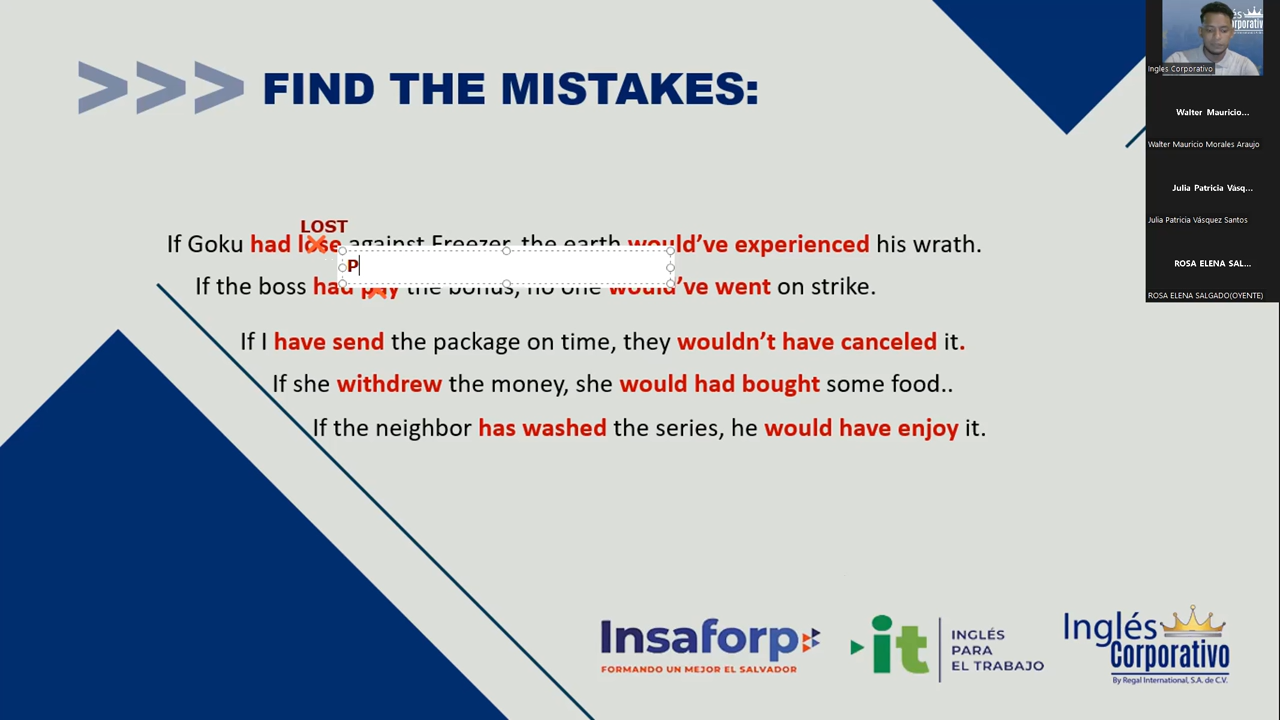 >>> FIND THE MISTAKES:
LOST
If Goku had lose against Freezer, the earth would’ve experienced his wrath.
P
If the boss had pay the bonus, no one would’ve went on strike.
If I have send the package on time, they wouldn’t have canceled it.
If she withdrew the money, she would had bought some food..
If the neighbor has washed the series, he would have enjoy it.
Insaforp
FORMANDO UN MEJOR EL SALVADOR
it
INGLÉS
PARA
EL TRABAJO
Inglés
Corporativo
By Regal International, S.A. de C.V.
Inglés Corporativo
Walter Mauricio...
Walter Mauricio Morales Araujo
Julia Patricia Vásq...
Julia Patricia Vásquez Santos
ROSA ELENA SAL...
ROSA ELENA SALGADO(OYENTE)